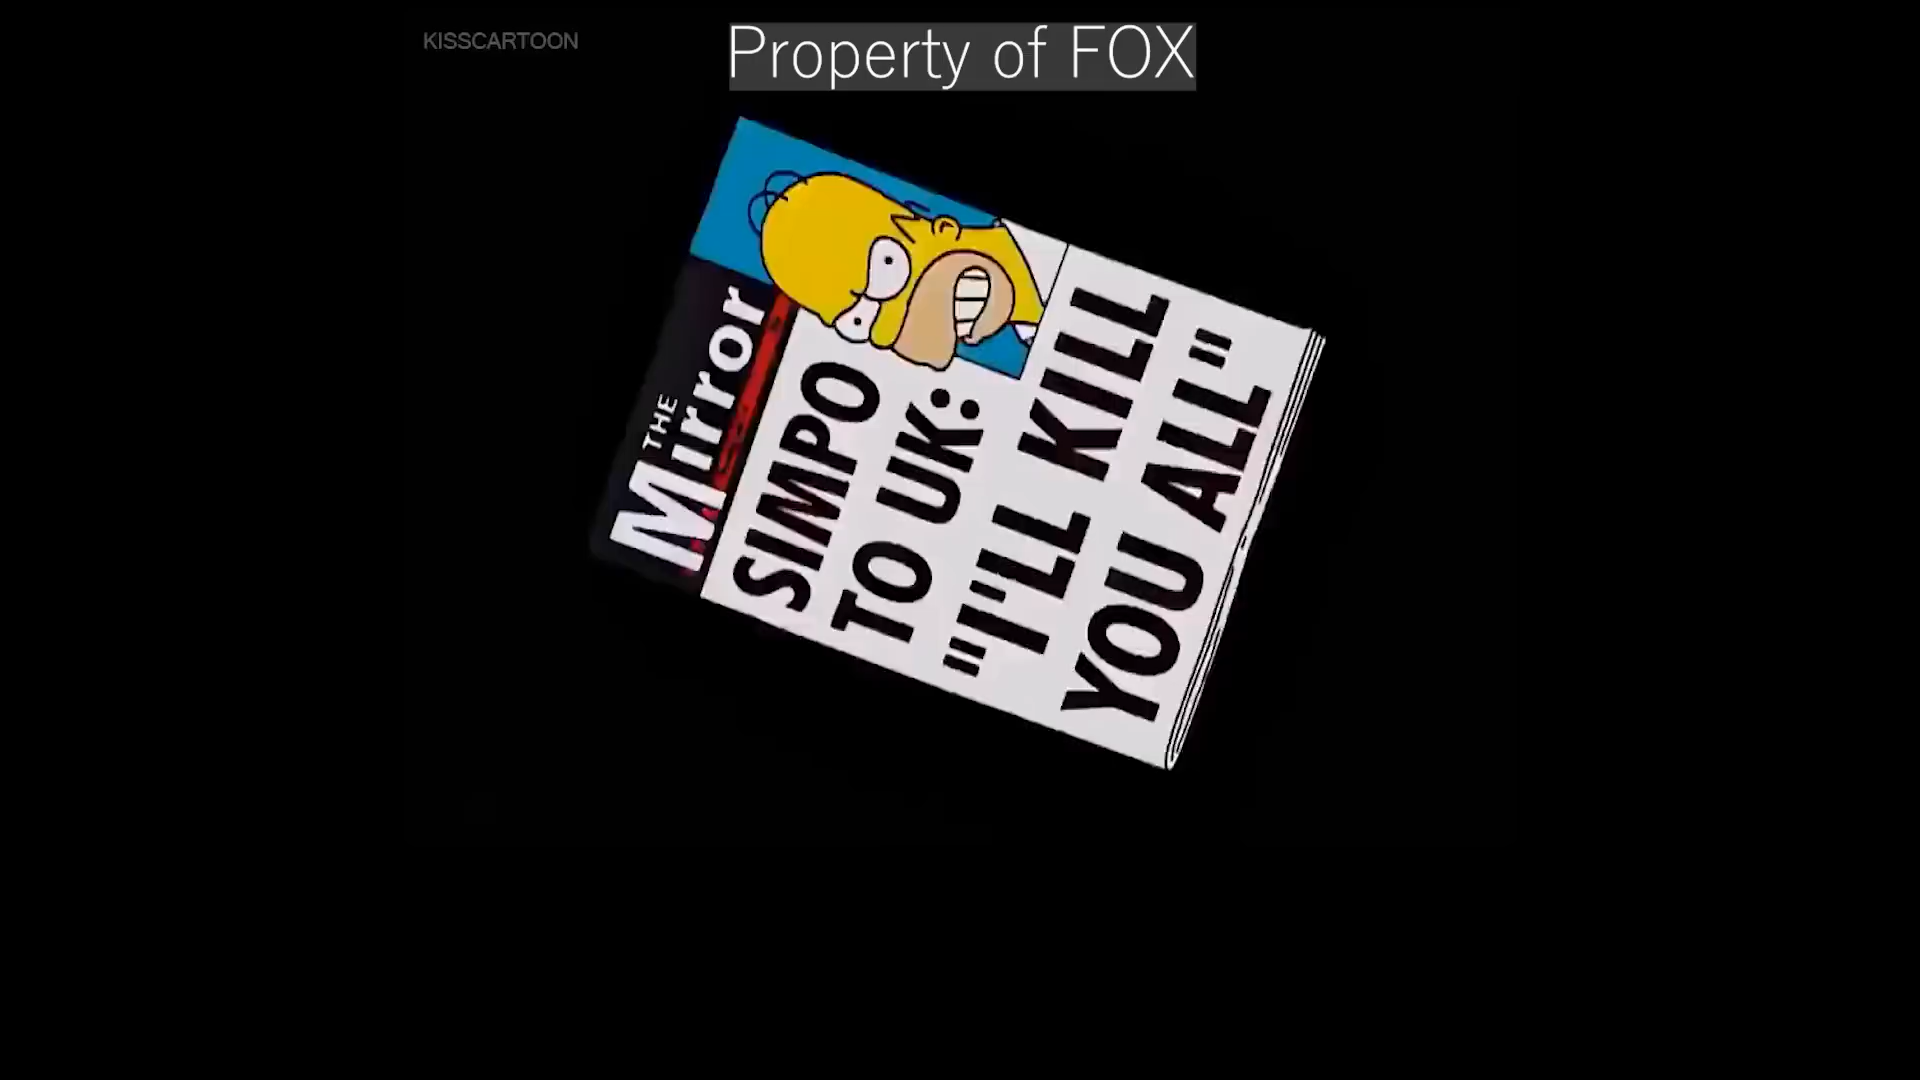 KISSCARTOON
Property of FOX
THE
Mirror
SIMPO
TO UK:
"I'LL KILL
YOU ALL"